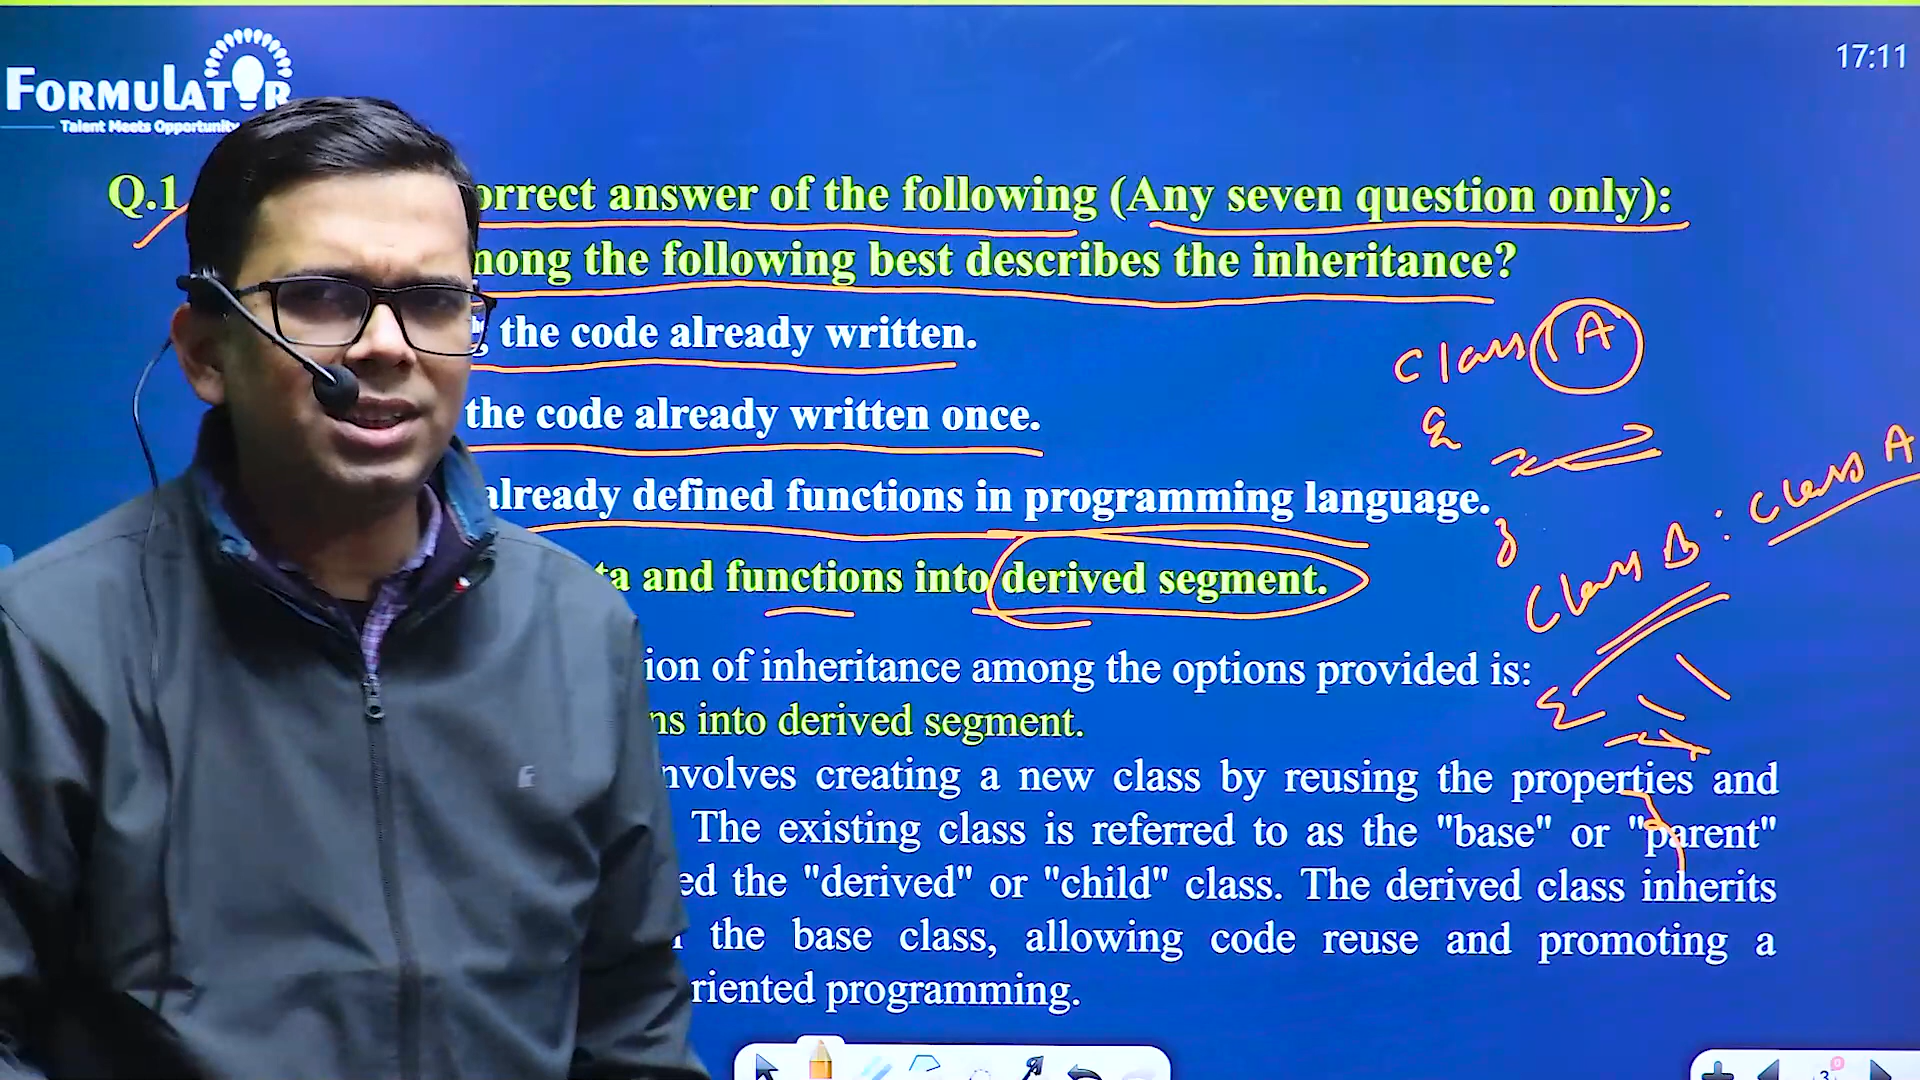 17:11
FORMULATOR
Talent Meets Opportunity
Q.1 orrect answer of the following (Any seven question only):
mong the following best describes the inheritance?
the code already written.
the code already written once.
already defined functions in programming language.
ta and functions into derived segment.
ion of inheritance among the options provided is:
ns into derived segment.
nvolves creating a new class by reusing the properties and
The existing class is referred to as the "base" or "parent"
ed the "derived" or "child" class. The derived class inherits
the base class, allowing code reuse and promoting a
riented programming.
Class A
{
}
Class B : Class A
{